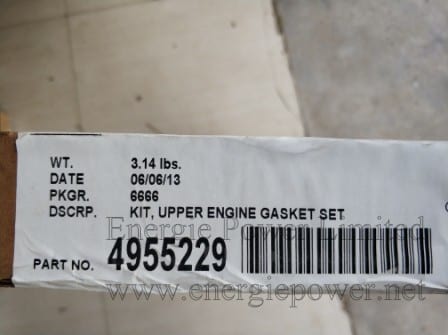 WT. 3.14 lbs.
DATE 06/06/13
PKGR. 6666
DSCRP. KIT, UPPER ENGINE GASKET SET
Energie Power Limited
PART NO. 4955229
www.energiepower.net